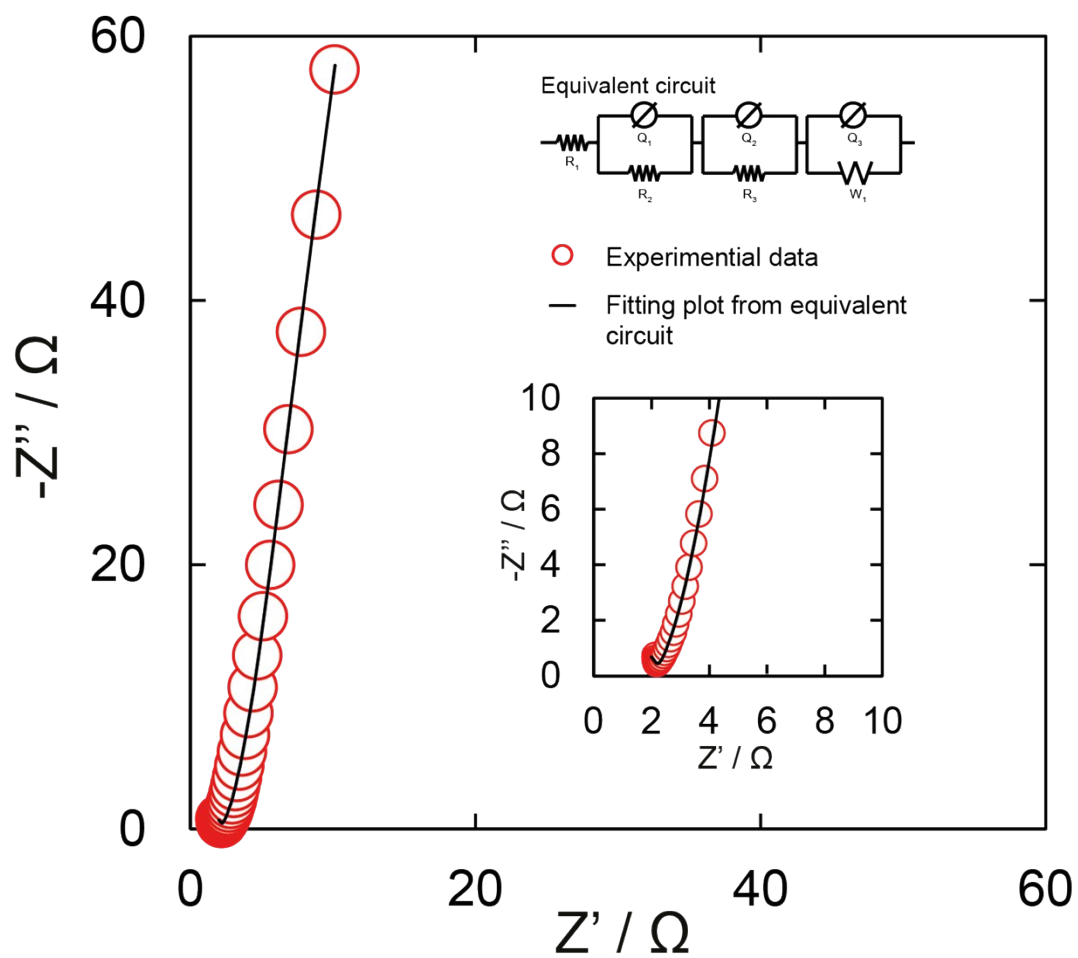 60
40
20
0
-Z’’ / Ω
0 20 40 60
Z’ / Ω
Equivalent circuit
Q1 Q2 Q3
R1
R2 R3 W1
Experimential data
Fitting plot from equivalent
circuit
10
8
6
4
2
0
-Z’’ / Ω
0 2 4 6 8 10
Z’ / Ω